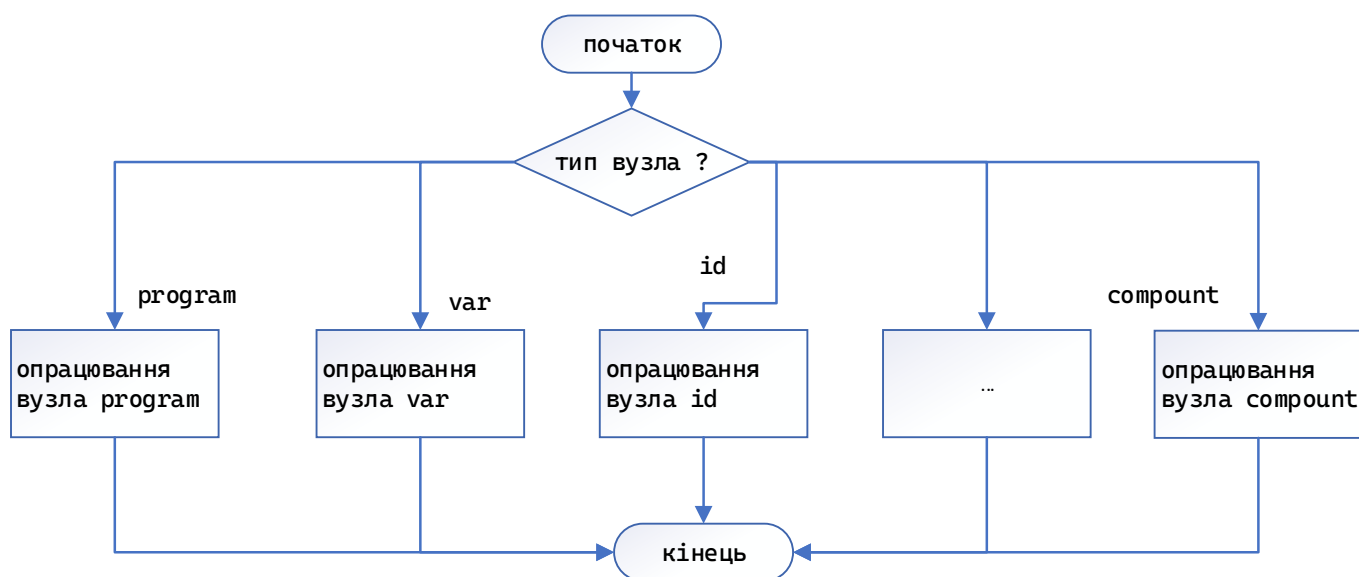 початок
тип вузла ?
id
program
var
compount
опрацювання
вузла program
опрацювання
вузла var
опрацювання
вузла id
…
опрацювання
вузла compount
кінець